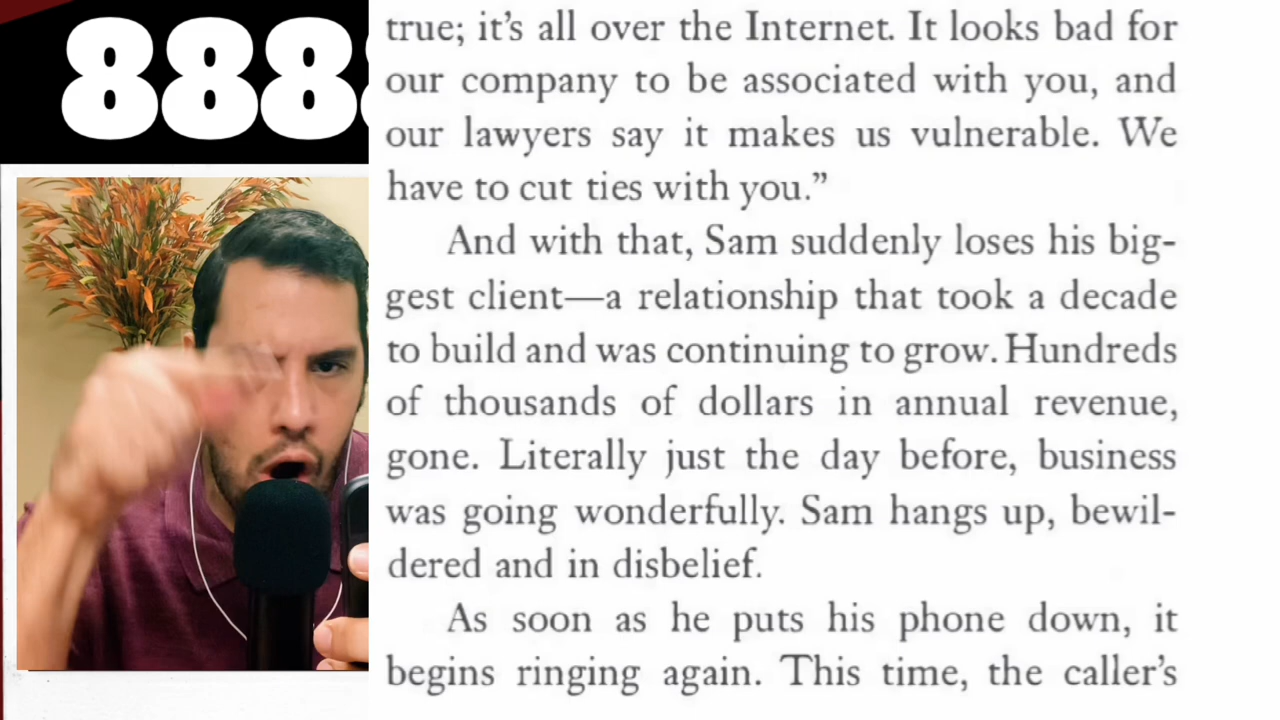 888
true; it’s all over the Internet. It looks bad for
our company to be associated with you, and
our lawyers say it makes us vulnerable. We
have to cut ties with you.”
And with that, Sam suddenly loses his big-
gest client—a relationship that took a decade
to build and was continuing to grow. Hundreds
of thousands of dollars in annual revenue,
gone. Literally just the day before, business
was going wonderfully. Sam hangs up, bewil-
dered and in disbelief.
As soon as he puts his phone down, it
begins ringing again. This time, the caller’s